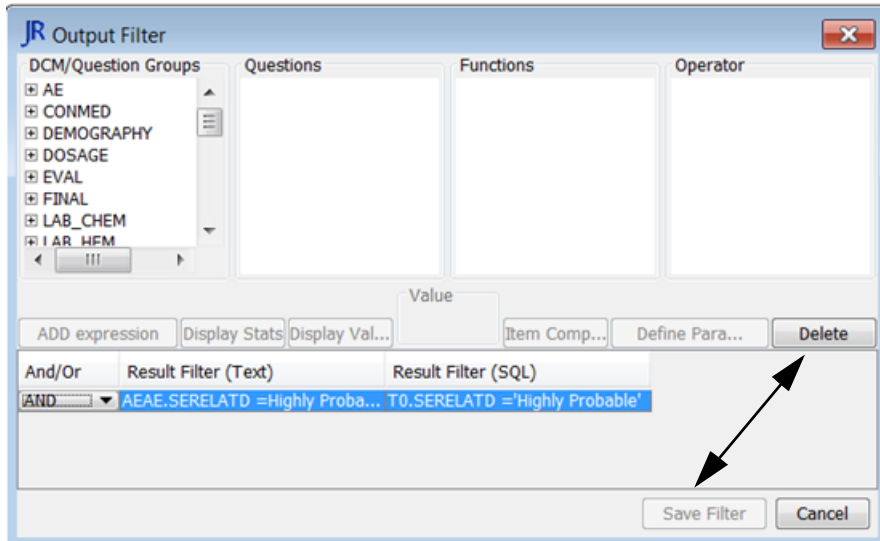 JR Output Filter
DCM/Question Groups Questions Functions Operator
AE
CONMED
DEMOGRAPHY
DOSAGE
EVAL
FINAL
LAB_CHEM
LAB_HEM
Value
ADD expression Display Stats Display Val... Item Comp... Define Para... Delete
And/Or Result Filter (Text) Result Filter (SQL)
AND AEAE.SERELATD =Highly Proba... T0.SERELATD ='Highly Probable'
Save Filter Cancel